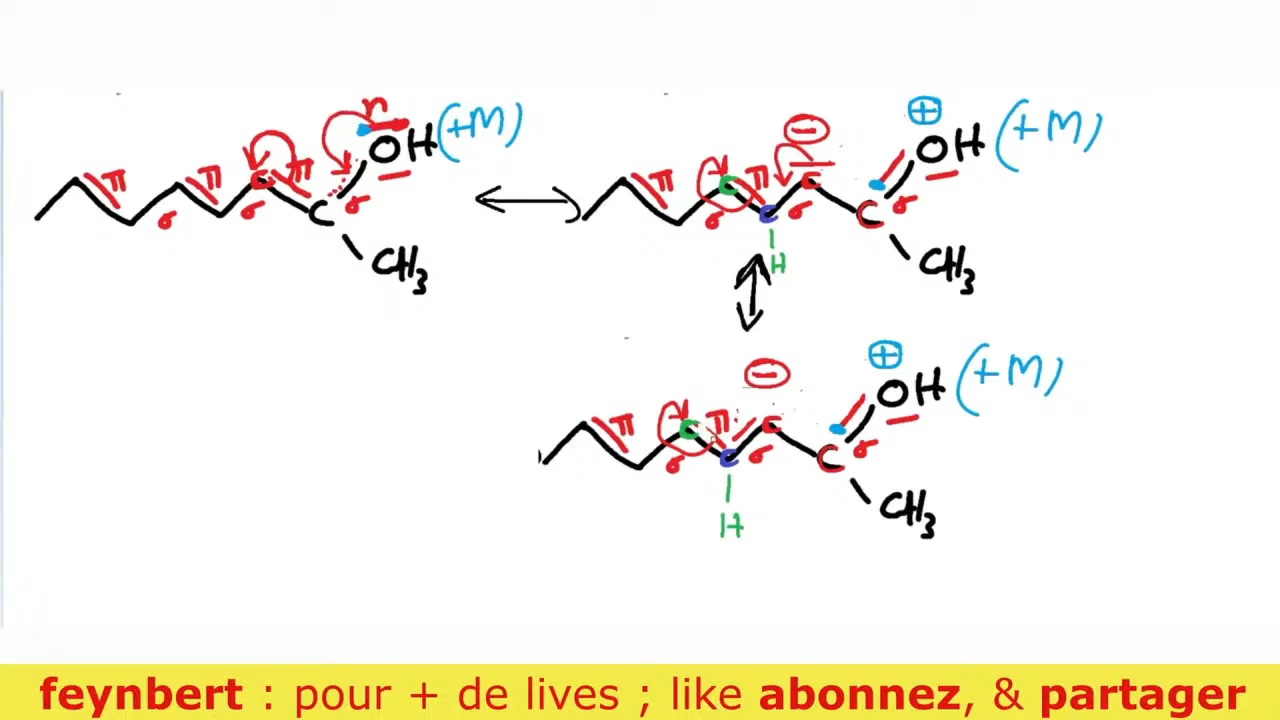 n
π π π OH (+M)
σ σ C σ
C
CH3
⊖ ⊕
π C π C OH (+M)
σ C σ C σ
H CH3
⊖ ⊕
π C π C OH (+M)
σ C σ C σ
H CH3
feynbert : pour + de lives ; like abonnez, & partager